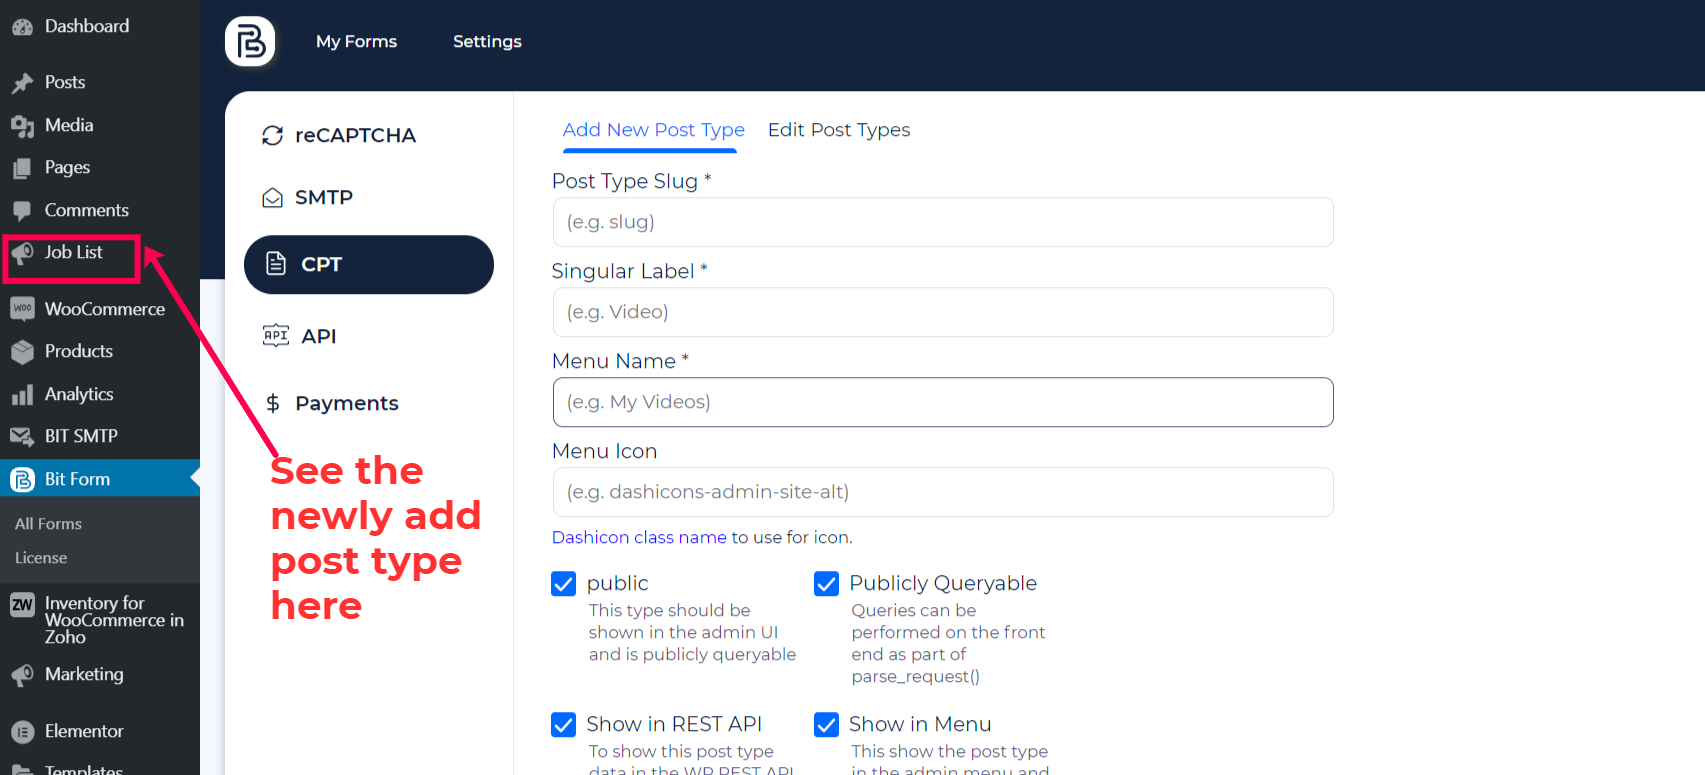 Dashboard
Posts
Media
Pages
Comments
Job List
WOO
WooCommerce
Products
Analytics
BIT SMTP
Bit Form
All Forms
License
ZW
Inventory for
WooCommerce in
Zoho
Marketing
Elementor
Templates
My Forms
Settings
reCAPTCHA
SMTP
CPT
API
API
$ Payments
See the
newly add
post type
here
Add New Post Type
Edit Post Types
Post Type Slug *
(e.g. slug)
Singular Label *
(e.g. Video)
Menu Name *
(e.g. My Videos)
Menu Icon
(e.g. dashicons-admin-site-alt)
Dashicon class name to use for icon.
public
This type should be
shown in the admin UI
and is publicly queryable
Publicly Queryable
Queries can be
performed on the front
end as part of
parse_request()
Show in REST API
To show this post type
data in the WP REST API
Show in Menu
This show the post type
in the admin menu and